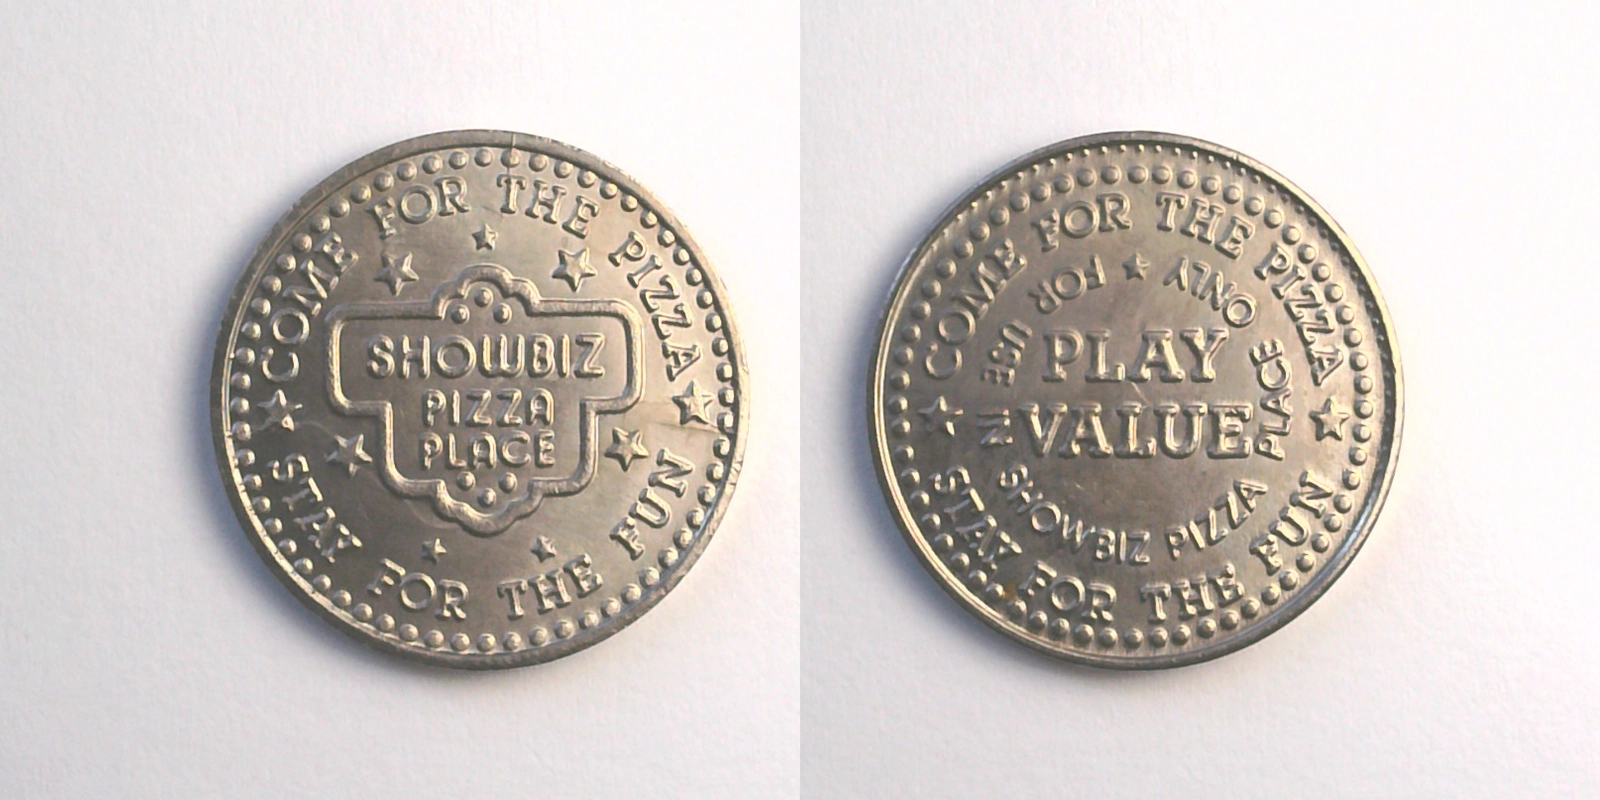 COME FOR THE PIZZA
SHOWBIZ
PIZZA
PLACE
STAY FOR THE FUN
COME FOR THE PIZZA
ONLY FOR USE IN SHOWBIZ PIZZA PLACE
PLAY
VALUE
STAY FOR THE FUN